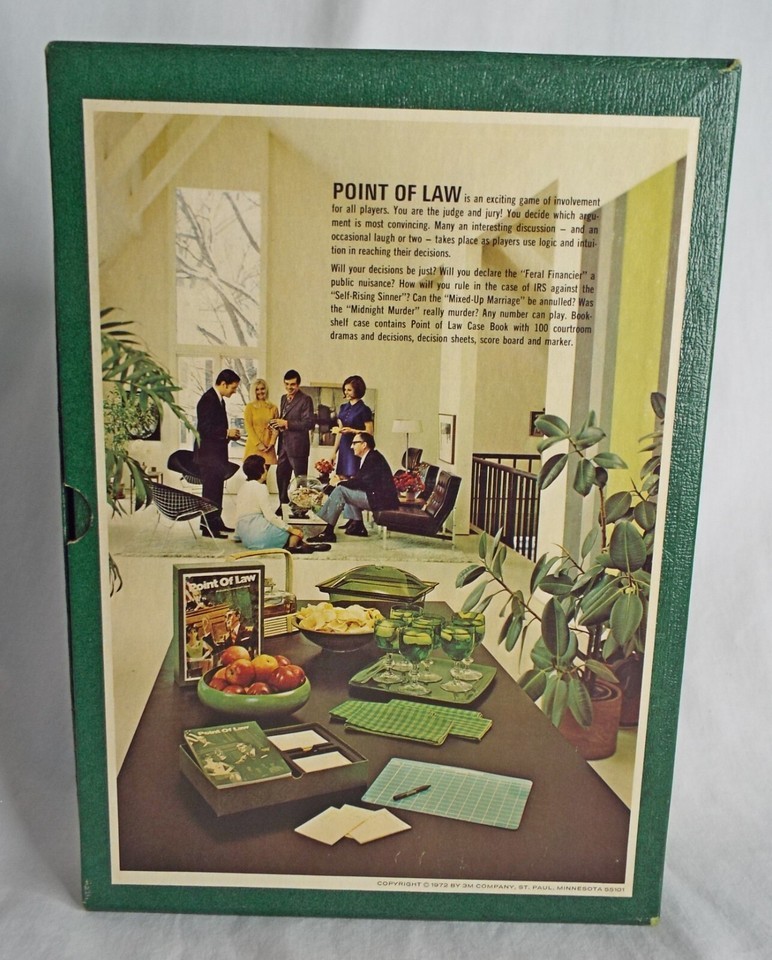 POINT OF LAW is an exciting game of involvement
for all players. You are the judge and jury! You decide which argu-
ment is most convincing. Many an interesting discussion – and an
occasional laugh or two – takes place as players use logic and intui-
tion in reaching their decisions.
Will your decisions be just? Will you declare the "Feral Financier" a
public nuisance? How will you rule in the case of IRS against the
"Self-Rising Sinner"? Can the "Mixed-Up Marriage" be annulled? Was
the "Midnight Murder" really murder? Any number can play. Book-
shelf case contains Point of Law Case Book with 100 courtroom
dramas and decisions, decision sheets, score board and marker.
Point Of Law
Point Of Law
COPYRIGHT © 1972 BY 3M COMPANY, ST. PAUL, MINNESOTA 55101